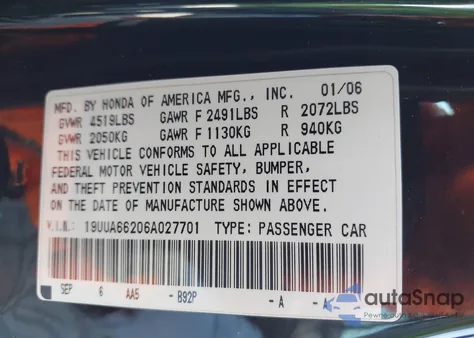 MFD. BY HONDA OF AMERICA MFG., INC. 01/06
GVWR 4519LBS GAWR F 2491LBS R 2072LBS
GVWR 2050KG GAWR F 1130KG R 940KG
THIS VEHICLE CONFORMS TO ALL APPLICABLE
FEDERAL MOTOR VEHICLE SAFETY, BUMPER,
AND THEFT PREVENTION STANDARDS IN EFFECT
ON THE DATE OF MANUFACTURE SHOWN ABOVE.
V.I.N.: 19UUA66206A027701 TYPE: PASSENGER CAR
SEP 6 AA5 - B92P - A - A
autoSnap